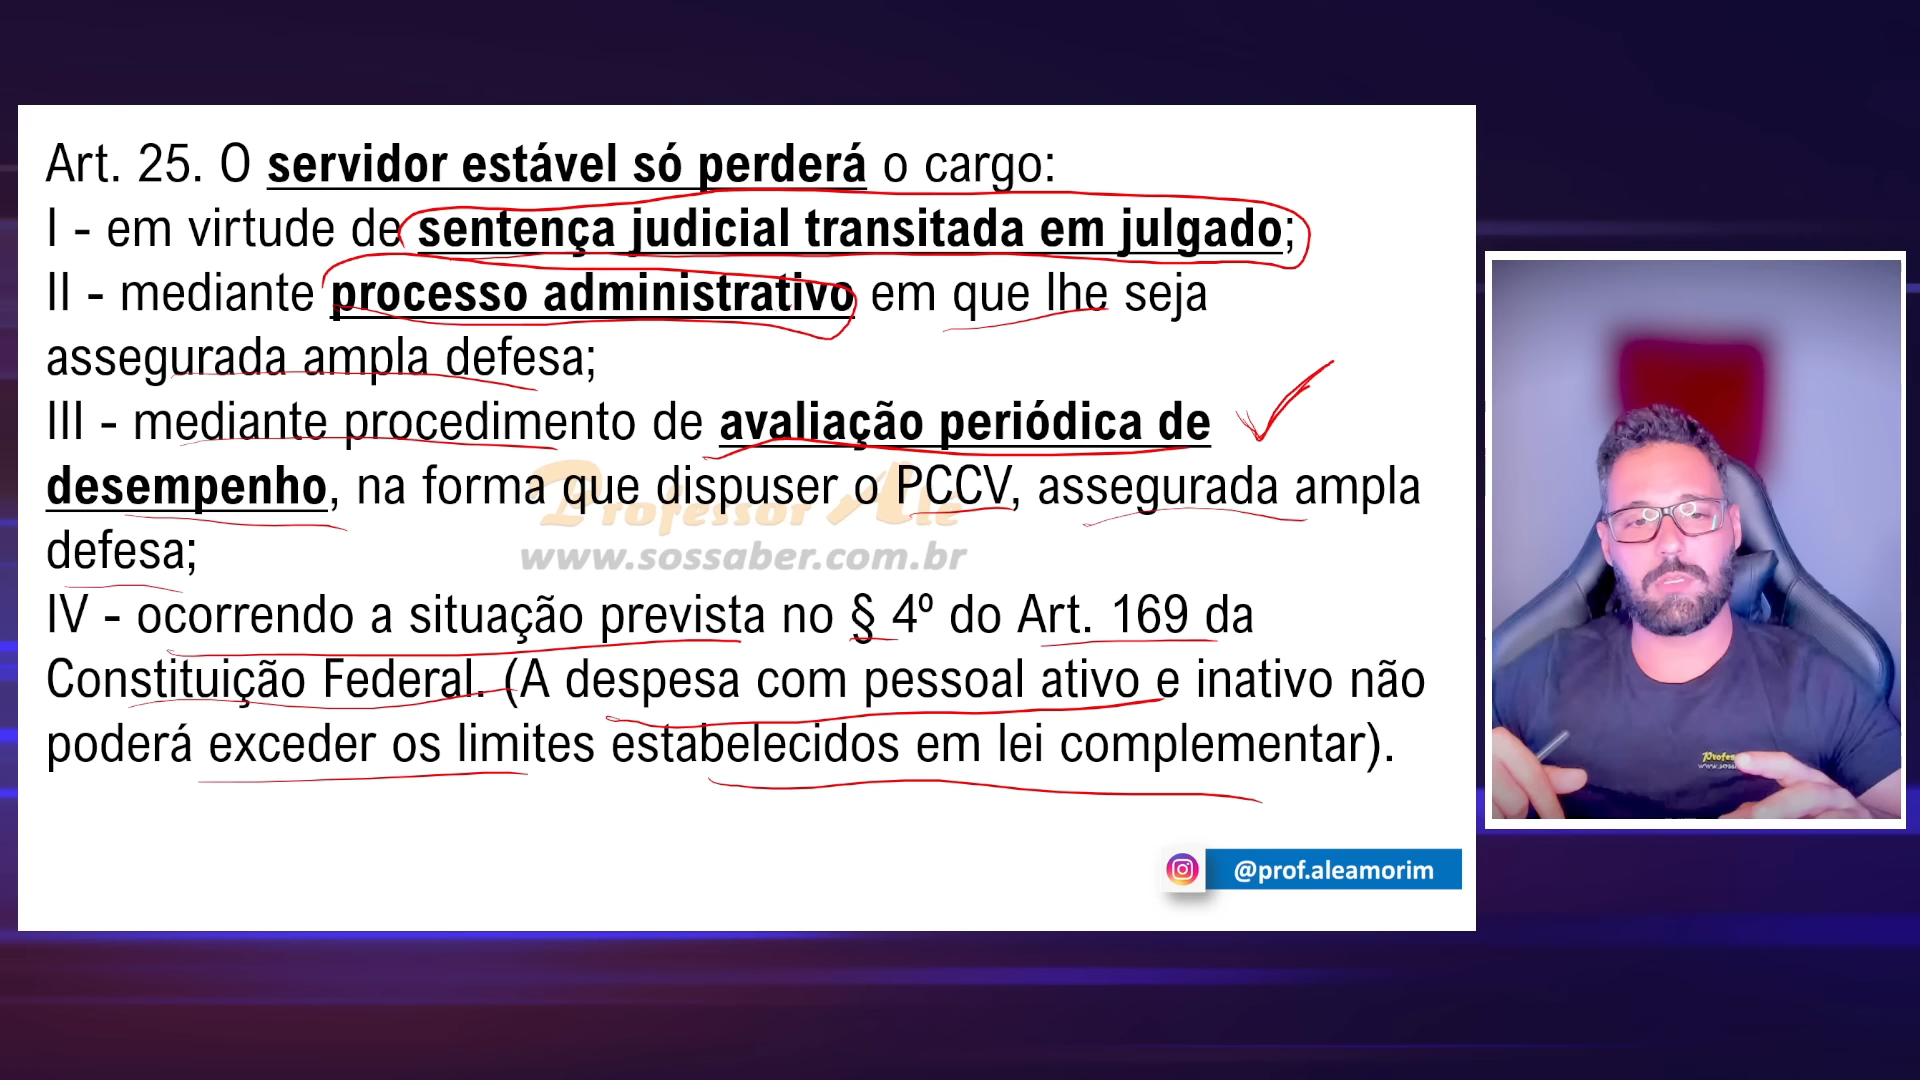 Art. 25. O servidor estável só perderá o cargo:
I - em virtude de sentença judicial transitada em julgado;
II - mediante processo administrativo em que lhe seja
assegurada ampla defesa;
III - mediante procedimento de avaliação periódica de
desempenho, na forma que dispuser o PCCV, assegurada ampla
defesa;
IV - ocorrendo a situação prevista no § 4º do Art. 169 da
Constituição Federal. (A despesa com pessoal ativo e inativo não
poderá exceder os limites estabelecidos em lei complementar).
Professor Alê
www.sossaber.com.br
@prof.aleamorim